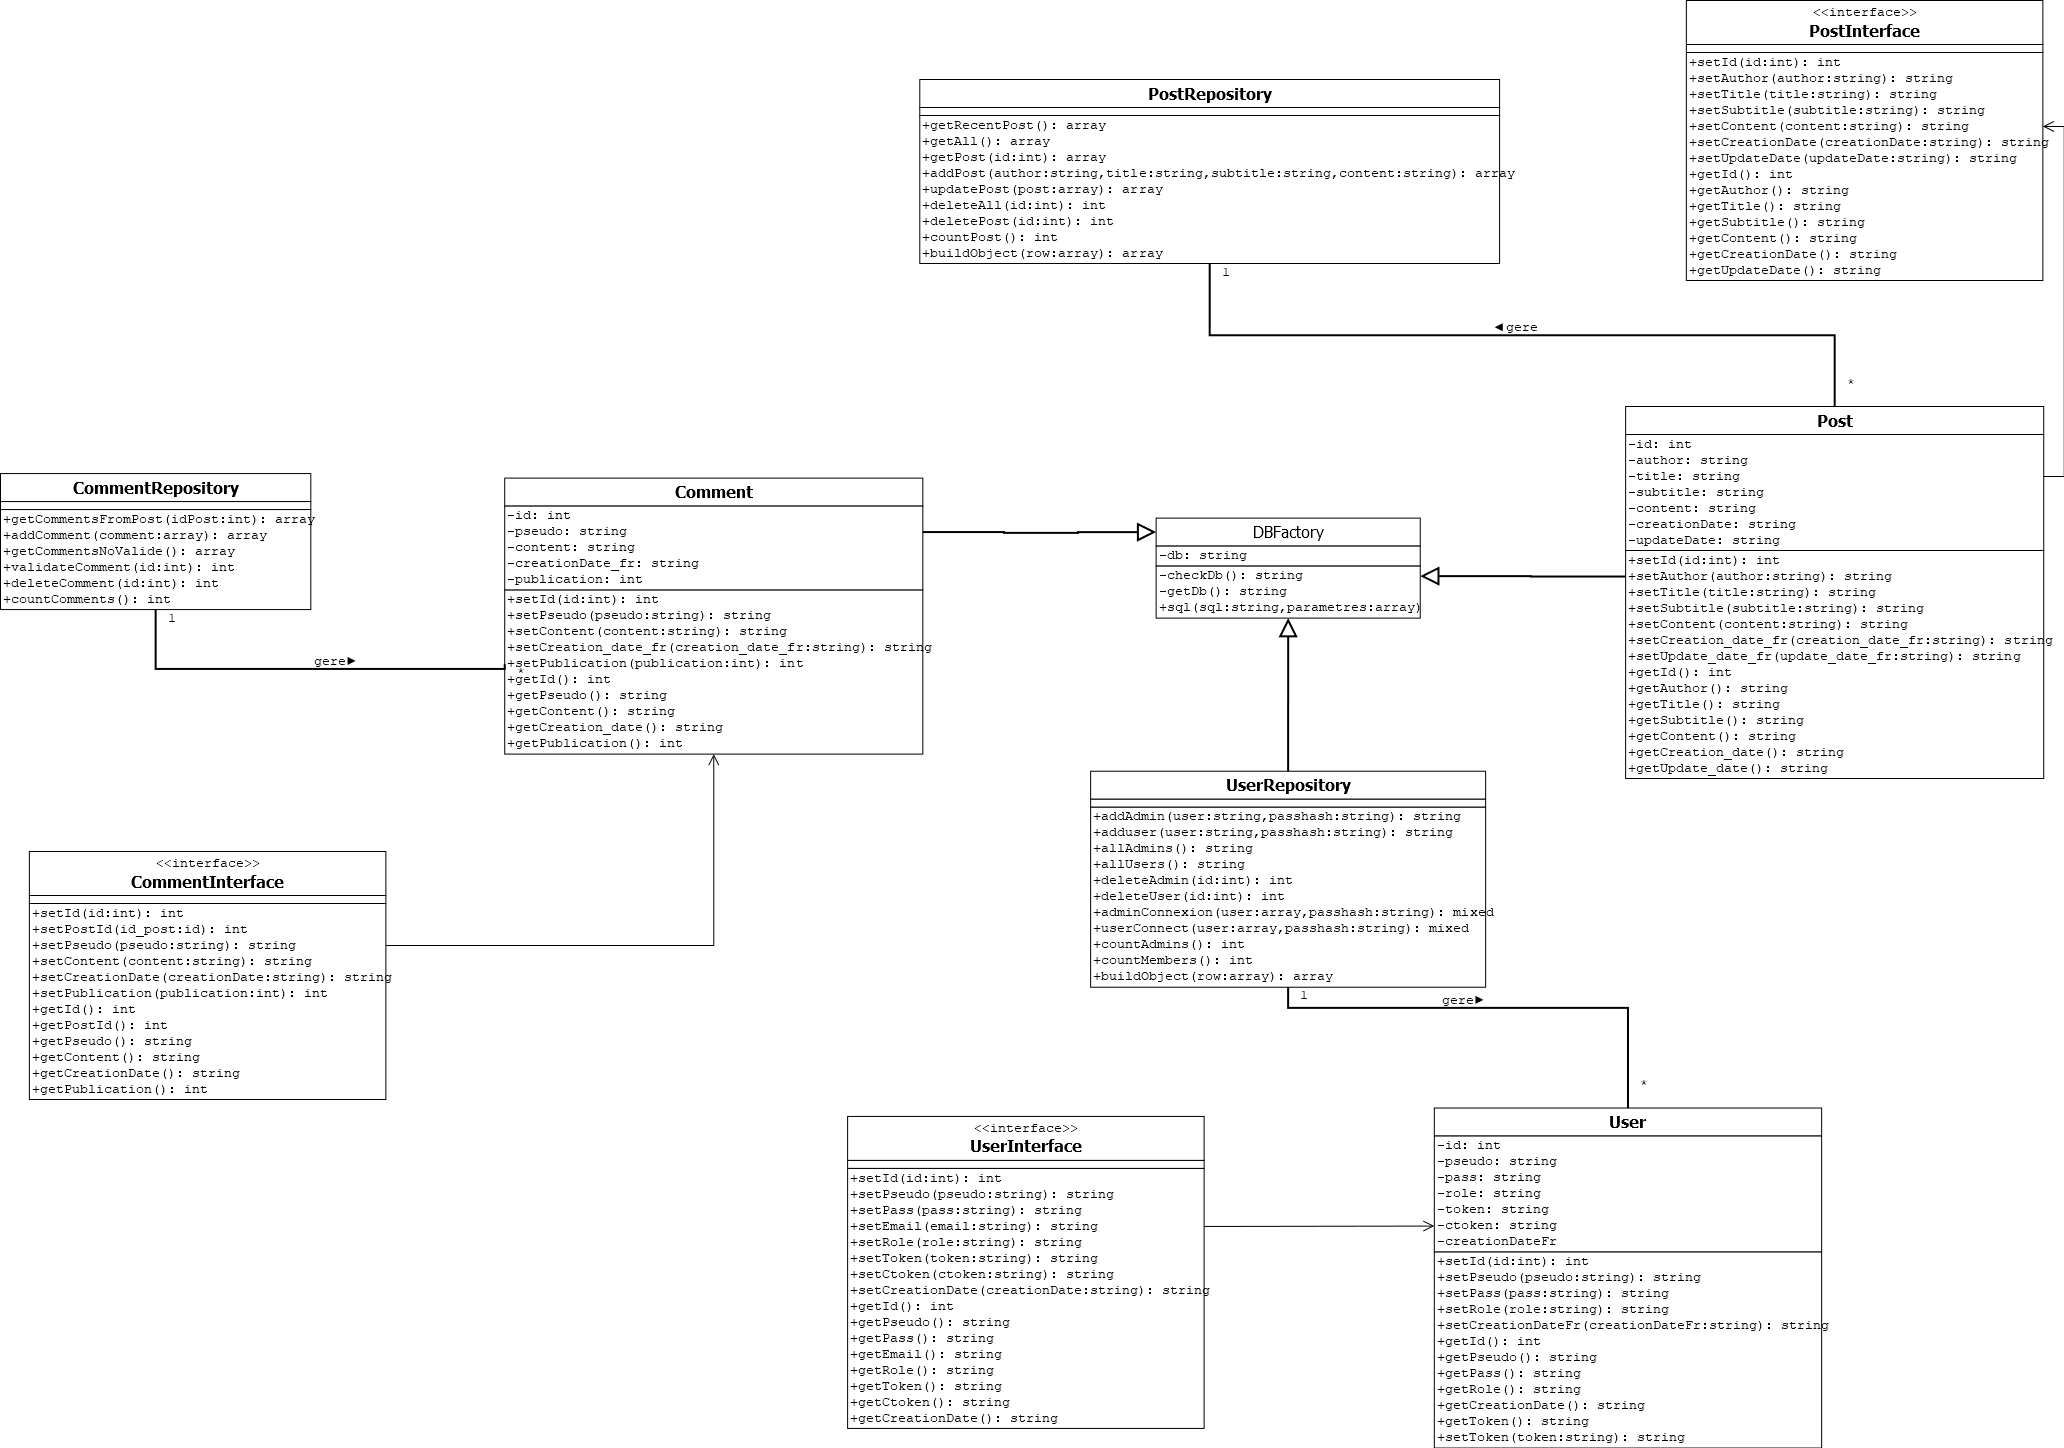 <<interface>>
PostInterface
+setId(id:int): int
+setAuthor(author:string): string
+setTitle(title:string): string
+setSubtitle(subtitle:string): string
+setContent(content:string): string
+setCreationDate(creationDate:string): string
+setUpdateDate(updateDate:string): string
+getId(): int
+getAuthor(): string
+getTitle(): string
+getSubtitle(): string
+getContent(): string
+getCreationDate(): string
+getUpdateDate(): string
PostRepository
+getRecentPost(): array
+getAll(): array
+getPost(id:int): array
+addPost(author:string,title:string,subtitle:string,content:string): array
+updatePost(post:array): array
+deleteAll(id:int): int
+deletePost(id:int): int
+countPost(): int
+buildObject(row:array): array
1
◄gere
*
Post
-id: int
-author: string
-title: string
-subtitle: string
-content: string
-creationDate: string
-updateDate: string
+setId(id:int): int
+setAuthor(author:string): string
+setTitle(title:string): string
+setSubtitle(subtitle:string): string
+setContent(content:string): string
+setCreation_date_fr(creation_date_fr:string): string
+setUpdate_date_fr(update_date_fr:string): string
+getId(): int
+getAuthor(): string
+getTitle(): string
+getSubtitle(): string
+getContent(): string
+getCreation_date(): string
+getUpdate_date(): string
CommentRepository
+getCommentsFromPost(idPost:int): array
+addComment(comment:array): array
+getCommentsNoValide(): array
+validateComment(id:int): int
+deleteComment(id:int): int
+countComments(): int
1
gere►
*
Comment
-id: int
-pseudo: string
-content: string
-creationDate_fr: string
-publication: int
+setId(id:int): int
+setPseudo(pseudo:string): string
+setContent(content:string): string
+setCreation_date_fr(creation_date_fr:string): string
+setPublication(publication:int): int
+getId(): int
+getPseudo(): string
+getContent(): string
+getCreation_date(): string
+getPublication(): int
DBFactory
-db: string
-checkDb(): string
-getDb(): string
+sql(sql:string,parametres:array)
UserRepository
+addAdmin(user:string,passhash:string): string
+adduser(user:string,passhash:string): string
+allAdmins(): string
+allUsers(): string
+deleteAdmin(id:int): int
+deleteUser(id:int): int
+adminConnexion(user:array,passhash:string): mixed
+userConnect(user:array,passhash:string): mixed
+countAdmins(): int
+countMembers(): int
+buildObject(row:array): array
1
gere►
*
<<interface>>
CommentInterface
+setId(id:int): int
+setPostId(id_post:id): int
+setPseudo(pseudo:string): string
+setContent(content:string): string
+setCreationDate(creationDate:string): string
+setPublication(publication:int): int
+getId(): int
+getPostId(): int
+getPseudo(): string
+getContent(): string
+getCreationDate(): string
+getPublication(): int
<<interface>>
UserInterface
+setId(id:int): int
+setPseudo(pseudo:string): string
+setPass(pass:string): string
+setEmail(email:string): string
+setRole(role:string): string
+setToken(token:string): string
+setCtoken(ctoken:string): string
+setCreationDate(creationDate:string): string
+getId(): int
+getPseudo(): string
+getPass(): string
+getEmail(): string
+getRole(): string
+getToken(): string
+getCtoken(): string
+getCreationDate(): string
User
-id: int
-pseudo: string
-pass: string
-role: string
-token: string
-ctoken: string
-creationDateFr
+setId(id:int): int
+setPseudo(pseudo:string): string
+setPass(pass:string): string
+setRole(role:string): string
+setCreationDateFr(creationDateFr:string): string
+getId(): int
+getPseudo(): string
+getPass(): string
+getRole(): string
+getCreationDate(): string
+getToken(): string
+setToken(token:string): string